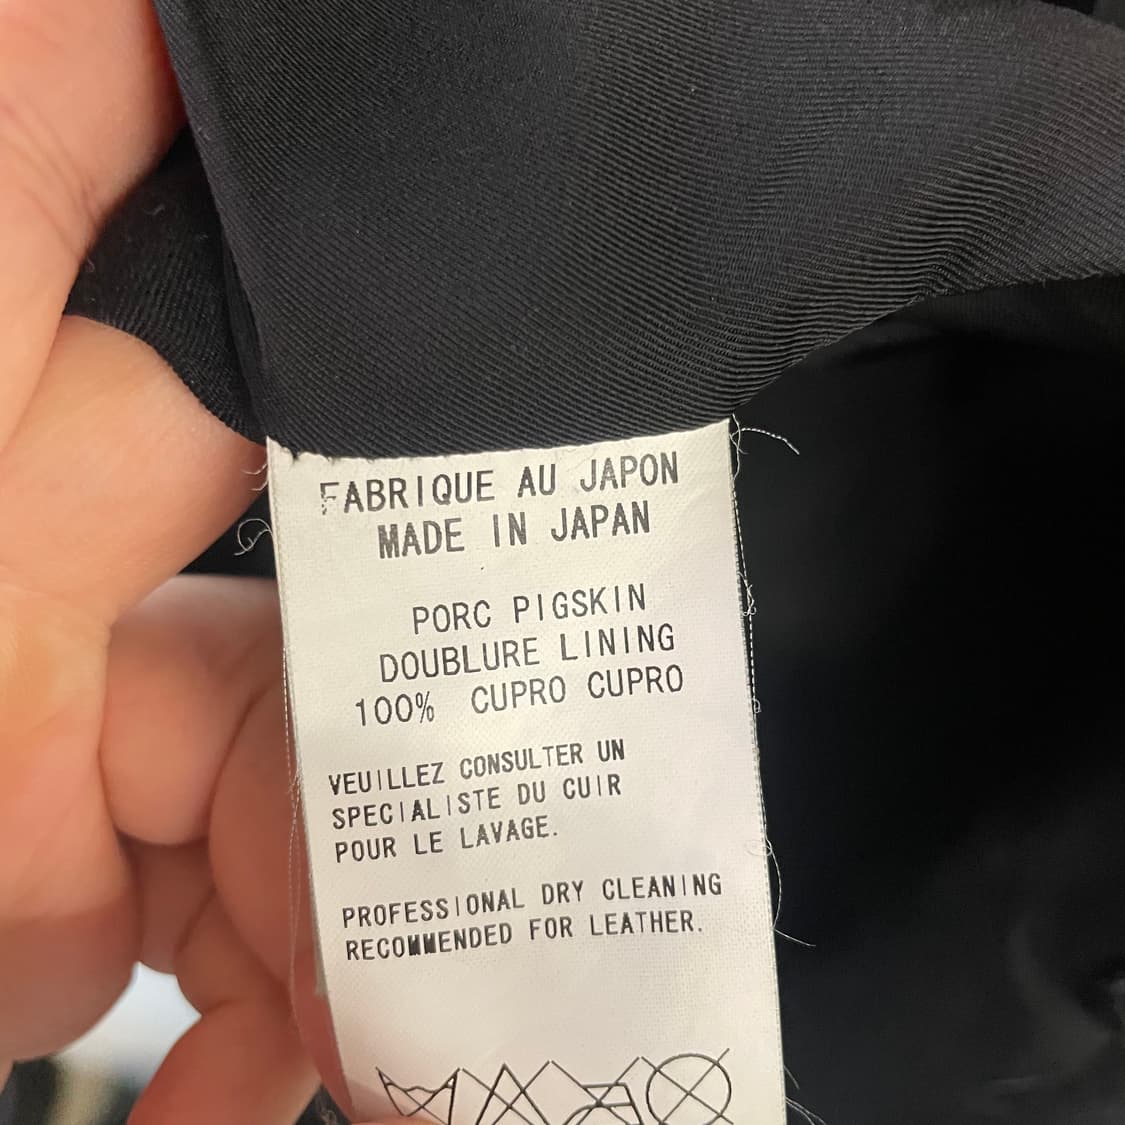 FABRIQUE AU JAPON
MADE IN JAPAN
PORC PIGSKIN
DOUBLURE LINING
100% CUPRO CUPRO
VEUILLEZ CONSULTER UN
SPECIALISTE DU CUIR
POUR LE LAVAGE.
PROFESSIONAL DRY CLEANING
RECOMMENDED FOR LEATHER.